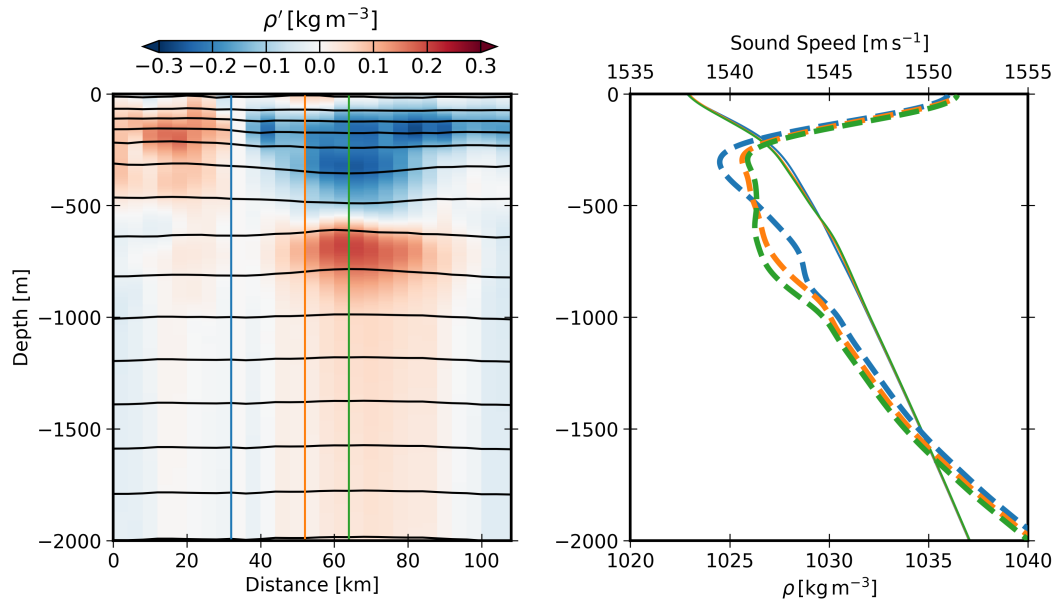 ρ′ [kg m⁻³]
−0.3 −0.2 −0.1 0.0 0.1 0.2 0.3
Sound Speed [m s⁻¹]
1535 1540 1545 1550 1555
0
−500
−1000
−1500
−2000
Depth [m]
0 20 40 60 80 100
Distance [km]
0
−500
−1000
−1500
−2000
1020 1025 1030 1035 1040
ρ [kg m⁻³]